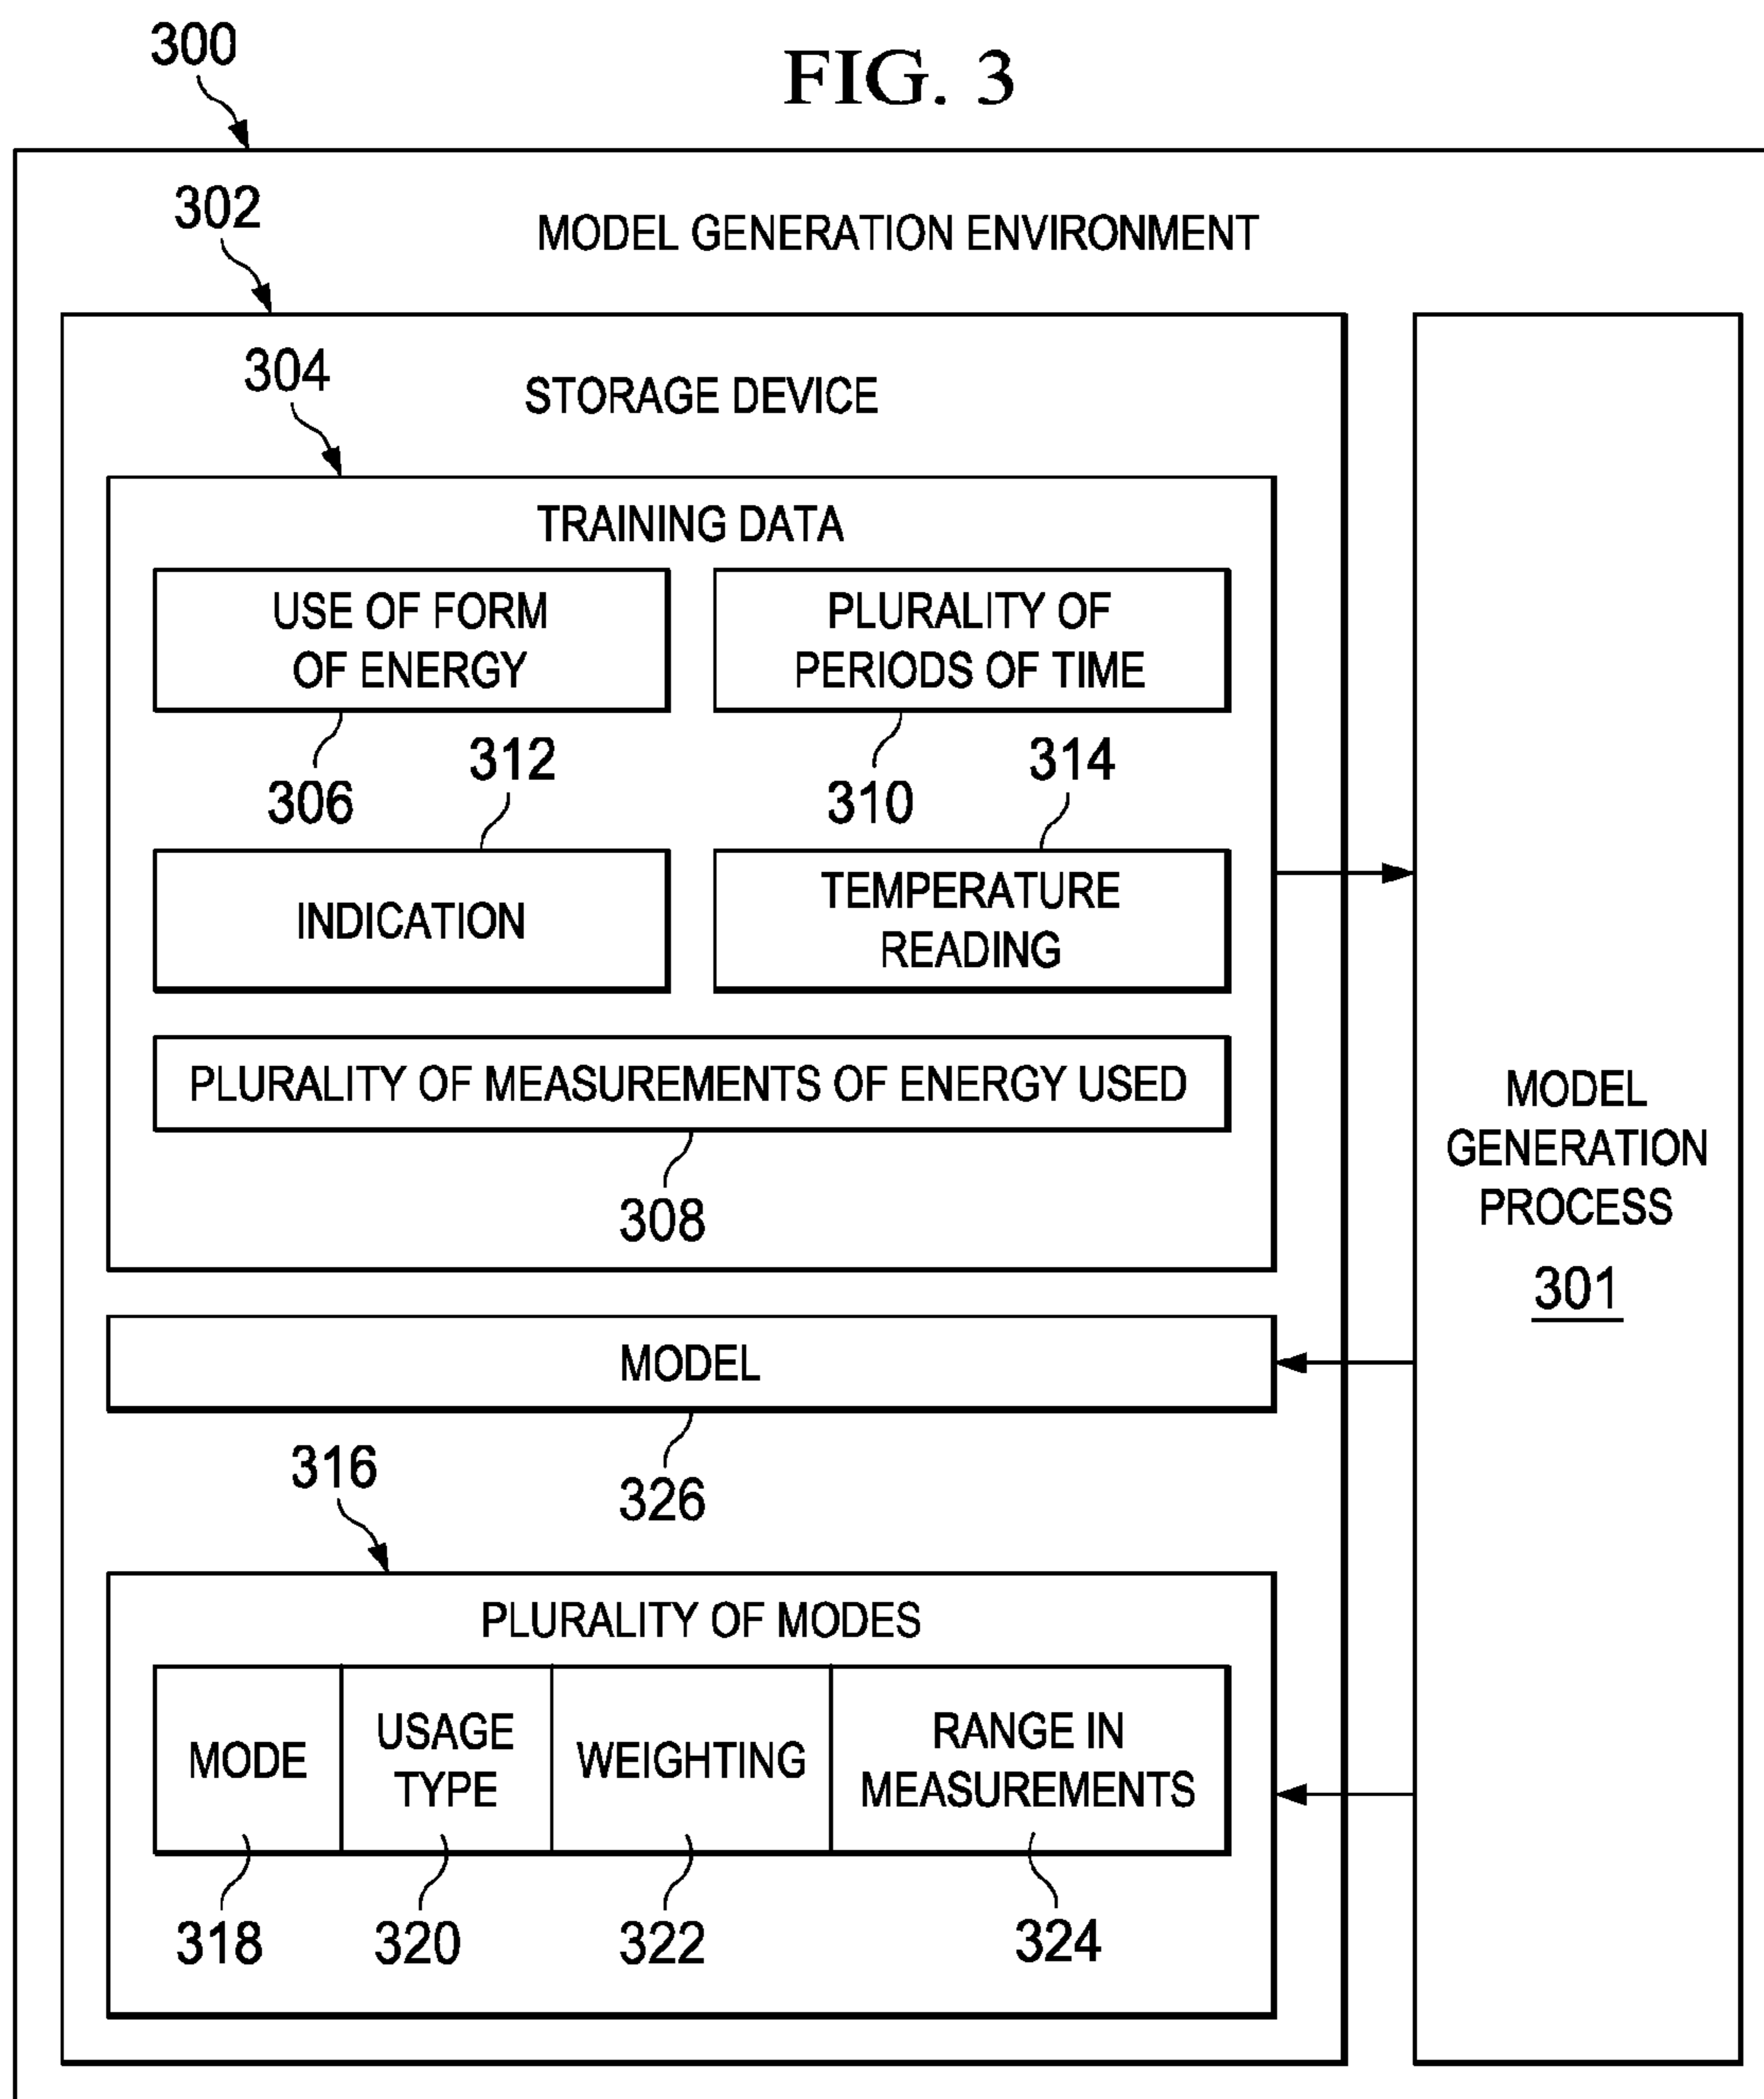 FIG. 3
300
302
MODEL GENERATION ENVIRONMENT
304
STORAGE DEVICE
TRAINING DATA
USE OF FORM
OF ENERGY
306
PLURALITY OF
PERIODS OF TIME
310
312
INDICATION
314
TEMPERATURE
READING
PLURALITY OF MEASUREMENTS OF ENERGY USED
308
MODEL
GENERATION
PROCESS
301
MODEL
326
316
PLURALITY OF MODES
MODE
USAGE
TYPE
WEIGHTING
RANGE IN
MEASUREMENTS
318
320
322
324